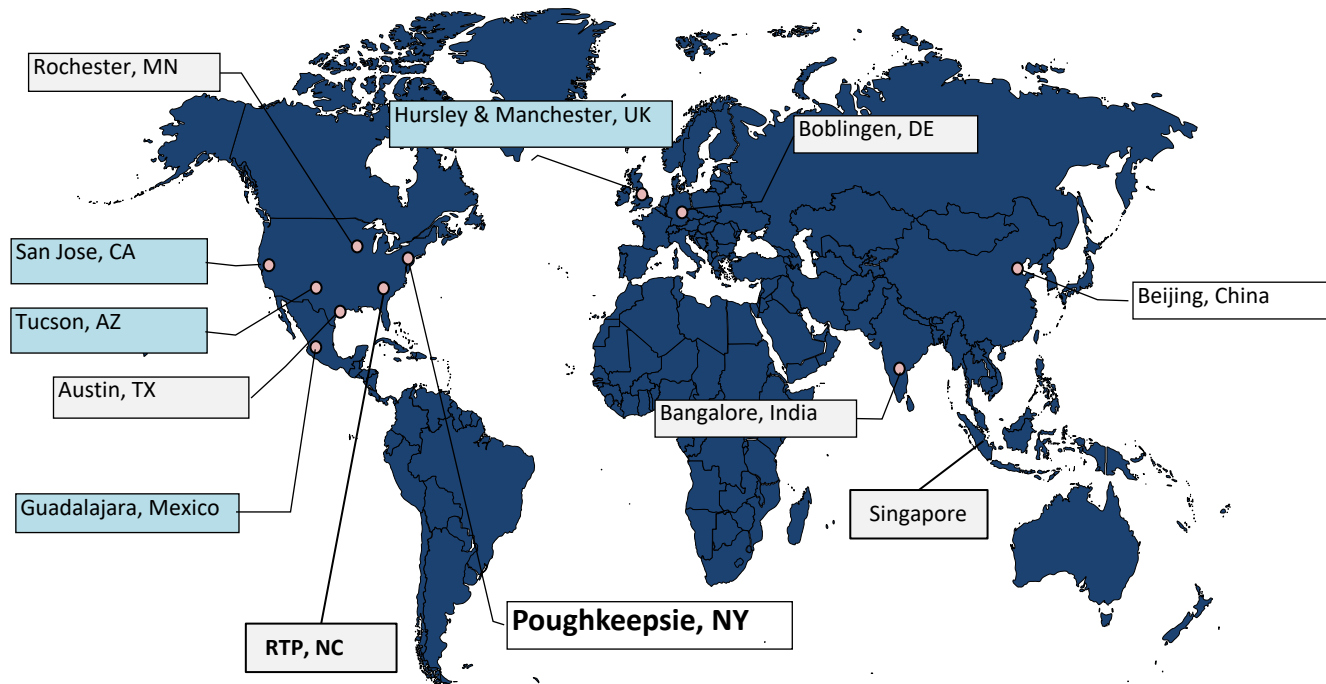 Rochester, MN
Hursley & Manchester, UK
Boblingen, DE
San Jose, CA
Tucson, AZ
Beijing, China
Austin, TX
Bangalore, India
Guadalajara, Mexico
Singapore
Poughkeepsie, NY
RTP, NC